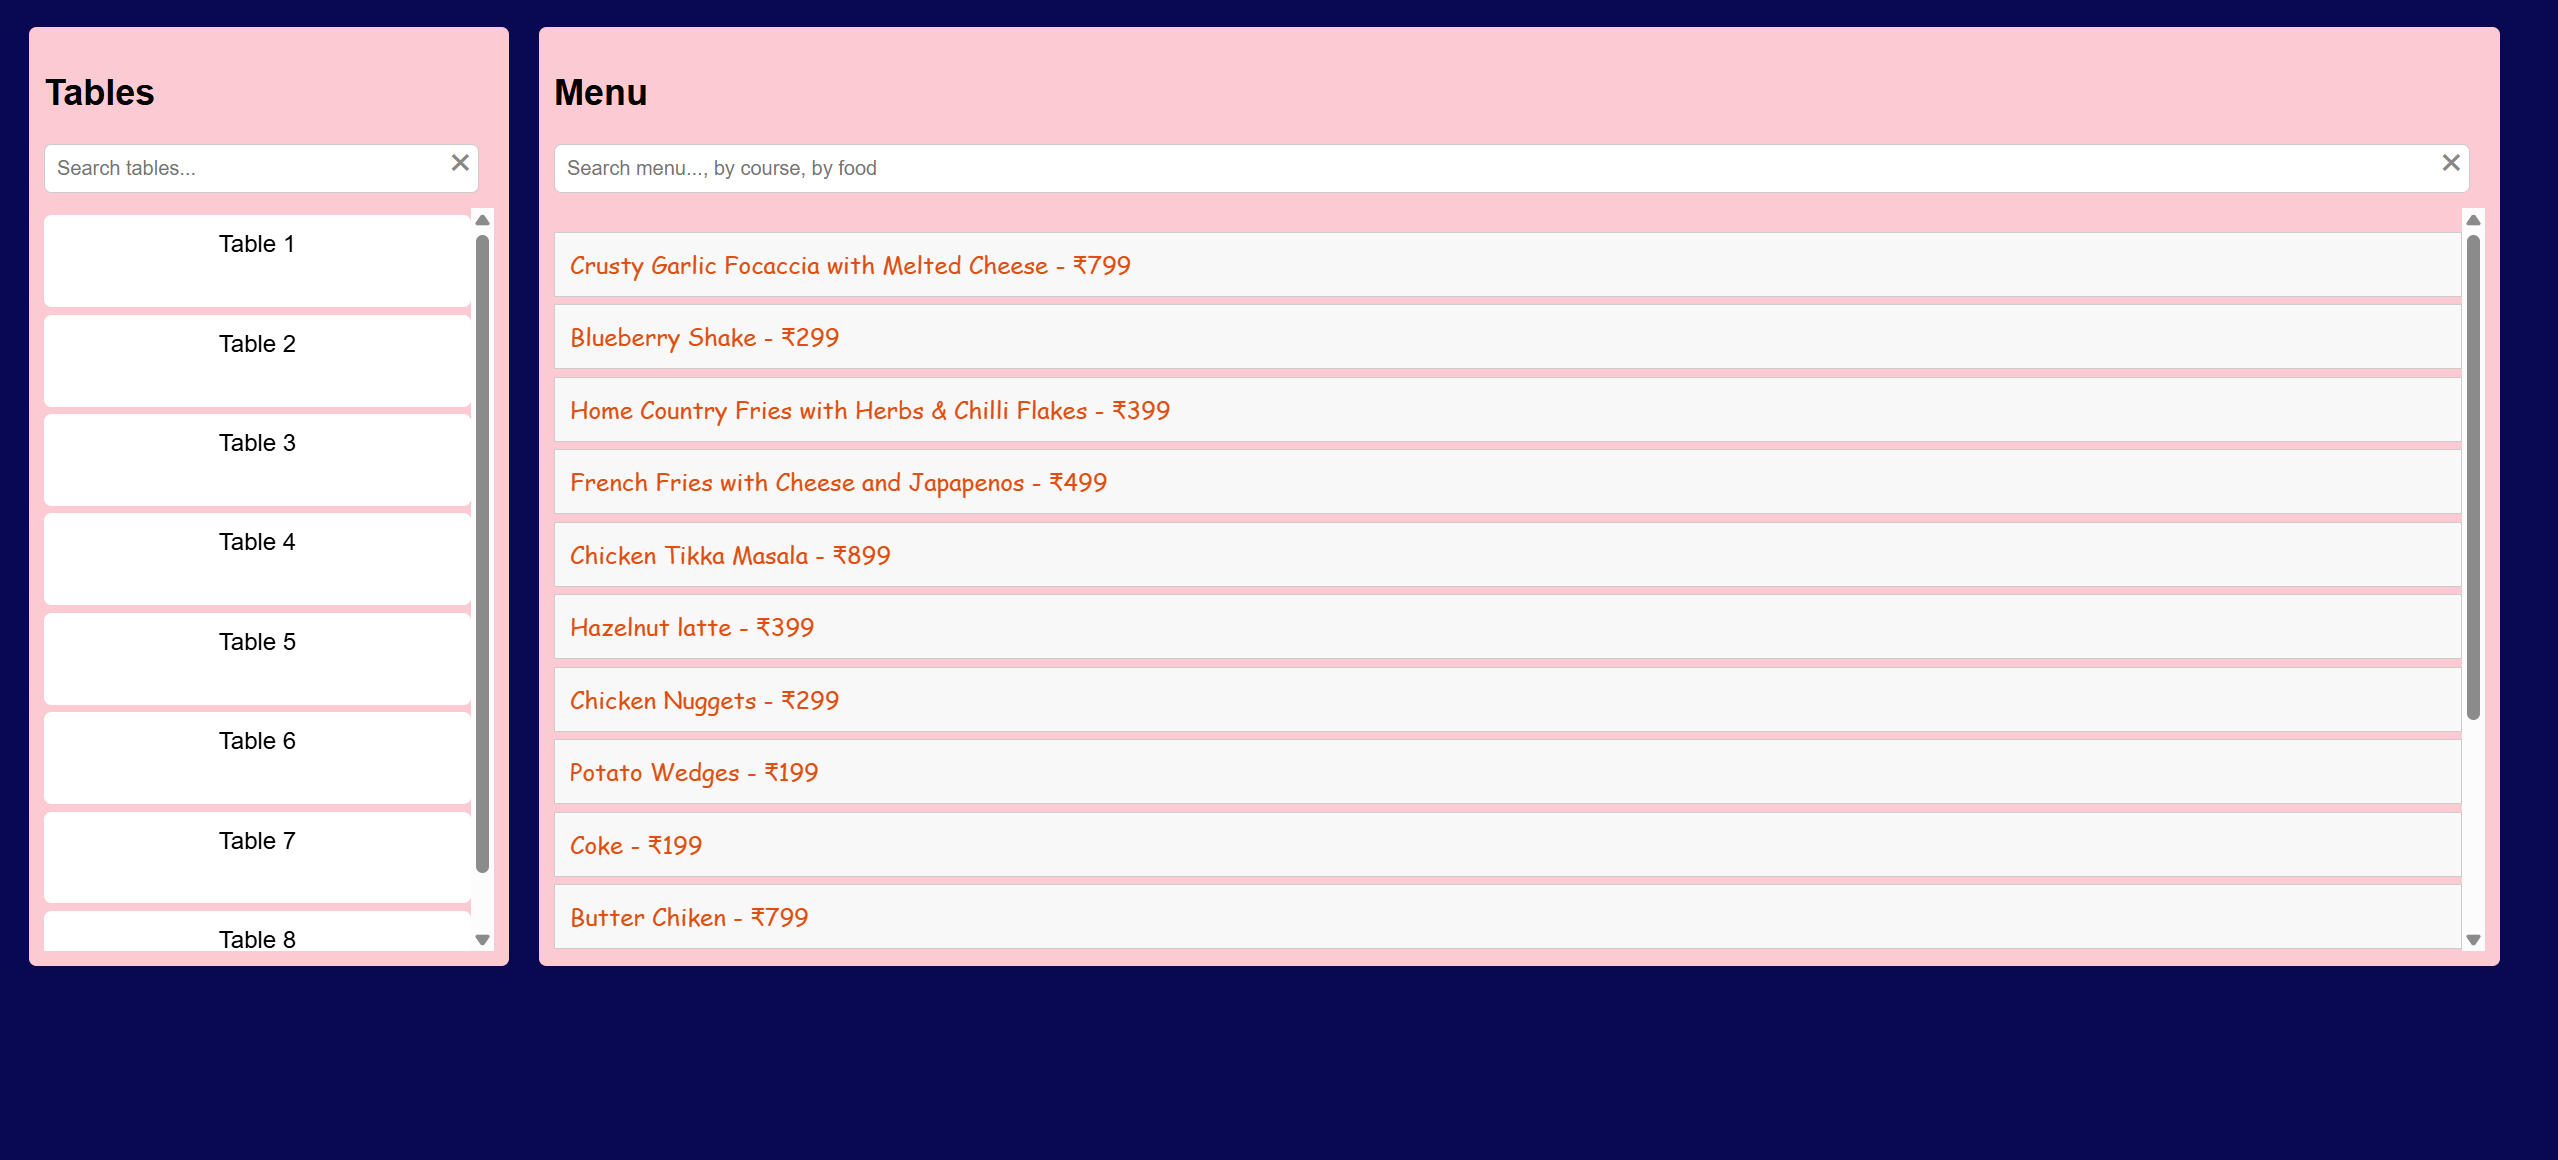 Tables
Search tables...
Table 1
Table 2
Table 3
Table 4
Table 5
Table 6
Table 7
Table 8
Menu
Search menu..., by course, by food
Crusty Garlic Focaccia with Melted Cheese - ₹799
Blueberry Shake - ₹299
Home Country Fries with Herbs & Chilli Flakes - ₹399
French Fries with Cheese and Japapenos - ₹499
Chicken Tikka Masala - ₹899
Hazelnut latte - ₹399
Chicken Nuggets - ₹299
Potato Wedges - ₹199
Coke - ₹199
Butter Chiken - ₹799